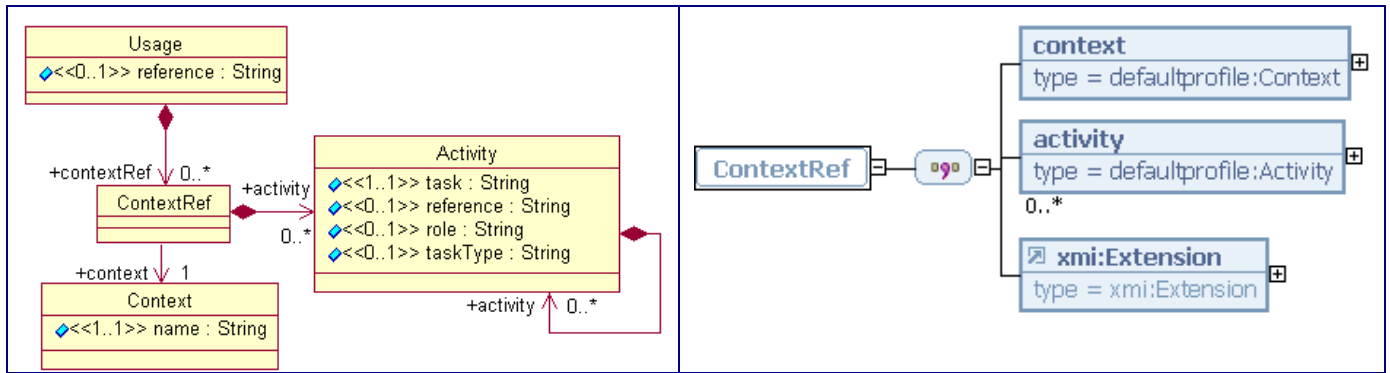 Usage
<<0..1>> reference : String
+contextRef
0..*
ContextRef
+activity
0..*
Activity
<<1..1>> task : String
<<0..1>> reference : String
<<0..1>> role : String
<<0..1>> taskType : String
+activity
0..*
+context
1
Context
<<1..1>> name : String
ContextRef
context
type = defaultprofile:Context
activity
type = defaultprofile:Activity
0..*
xmi:Extension
type = xmi:Extension